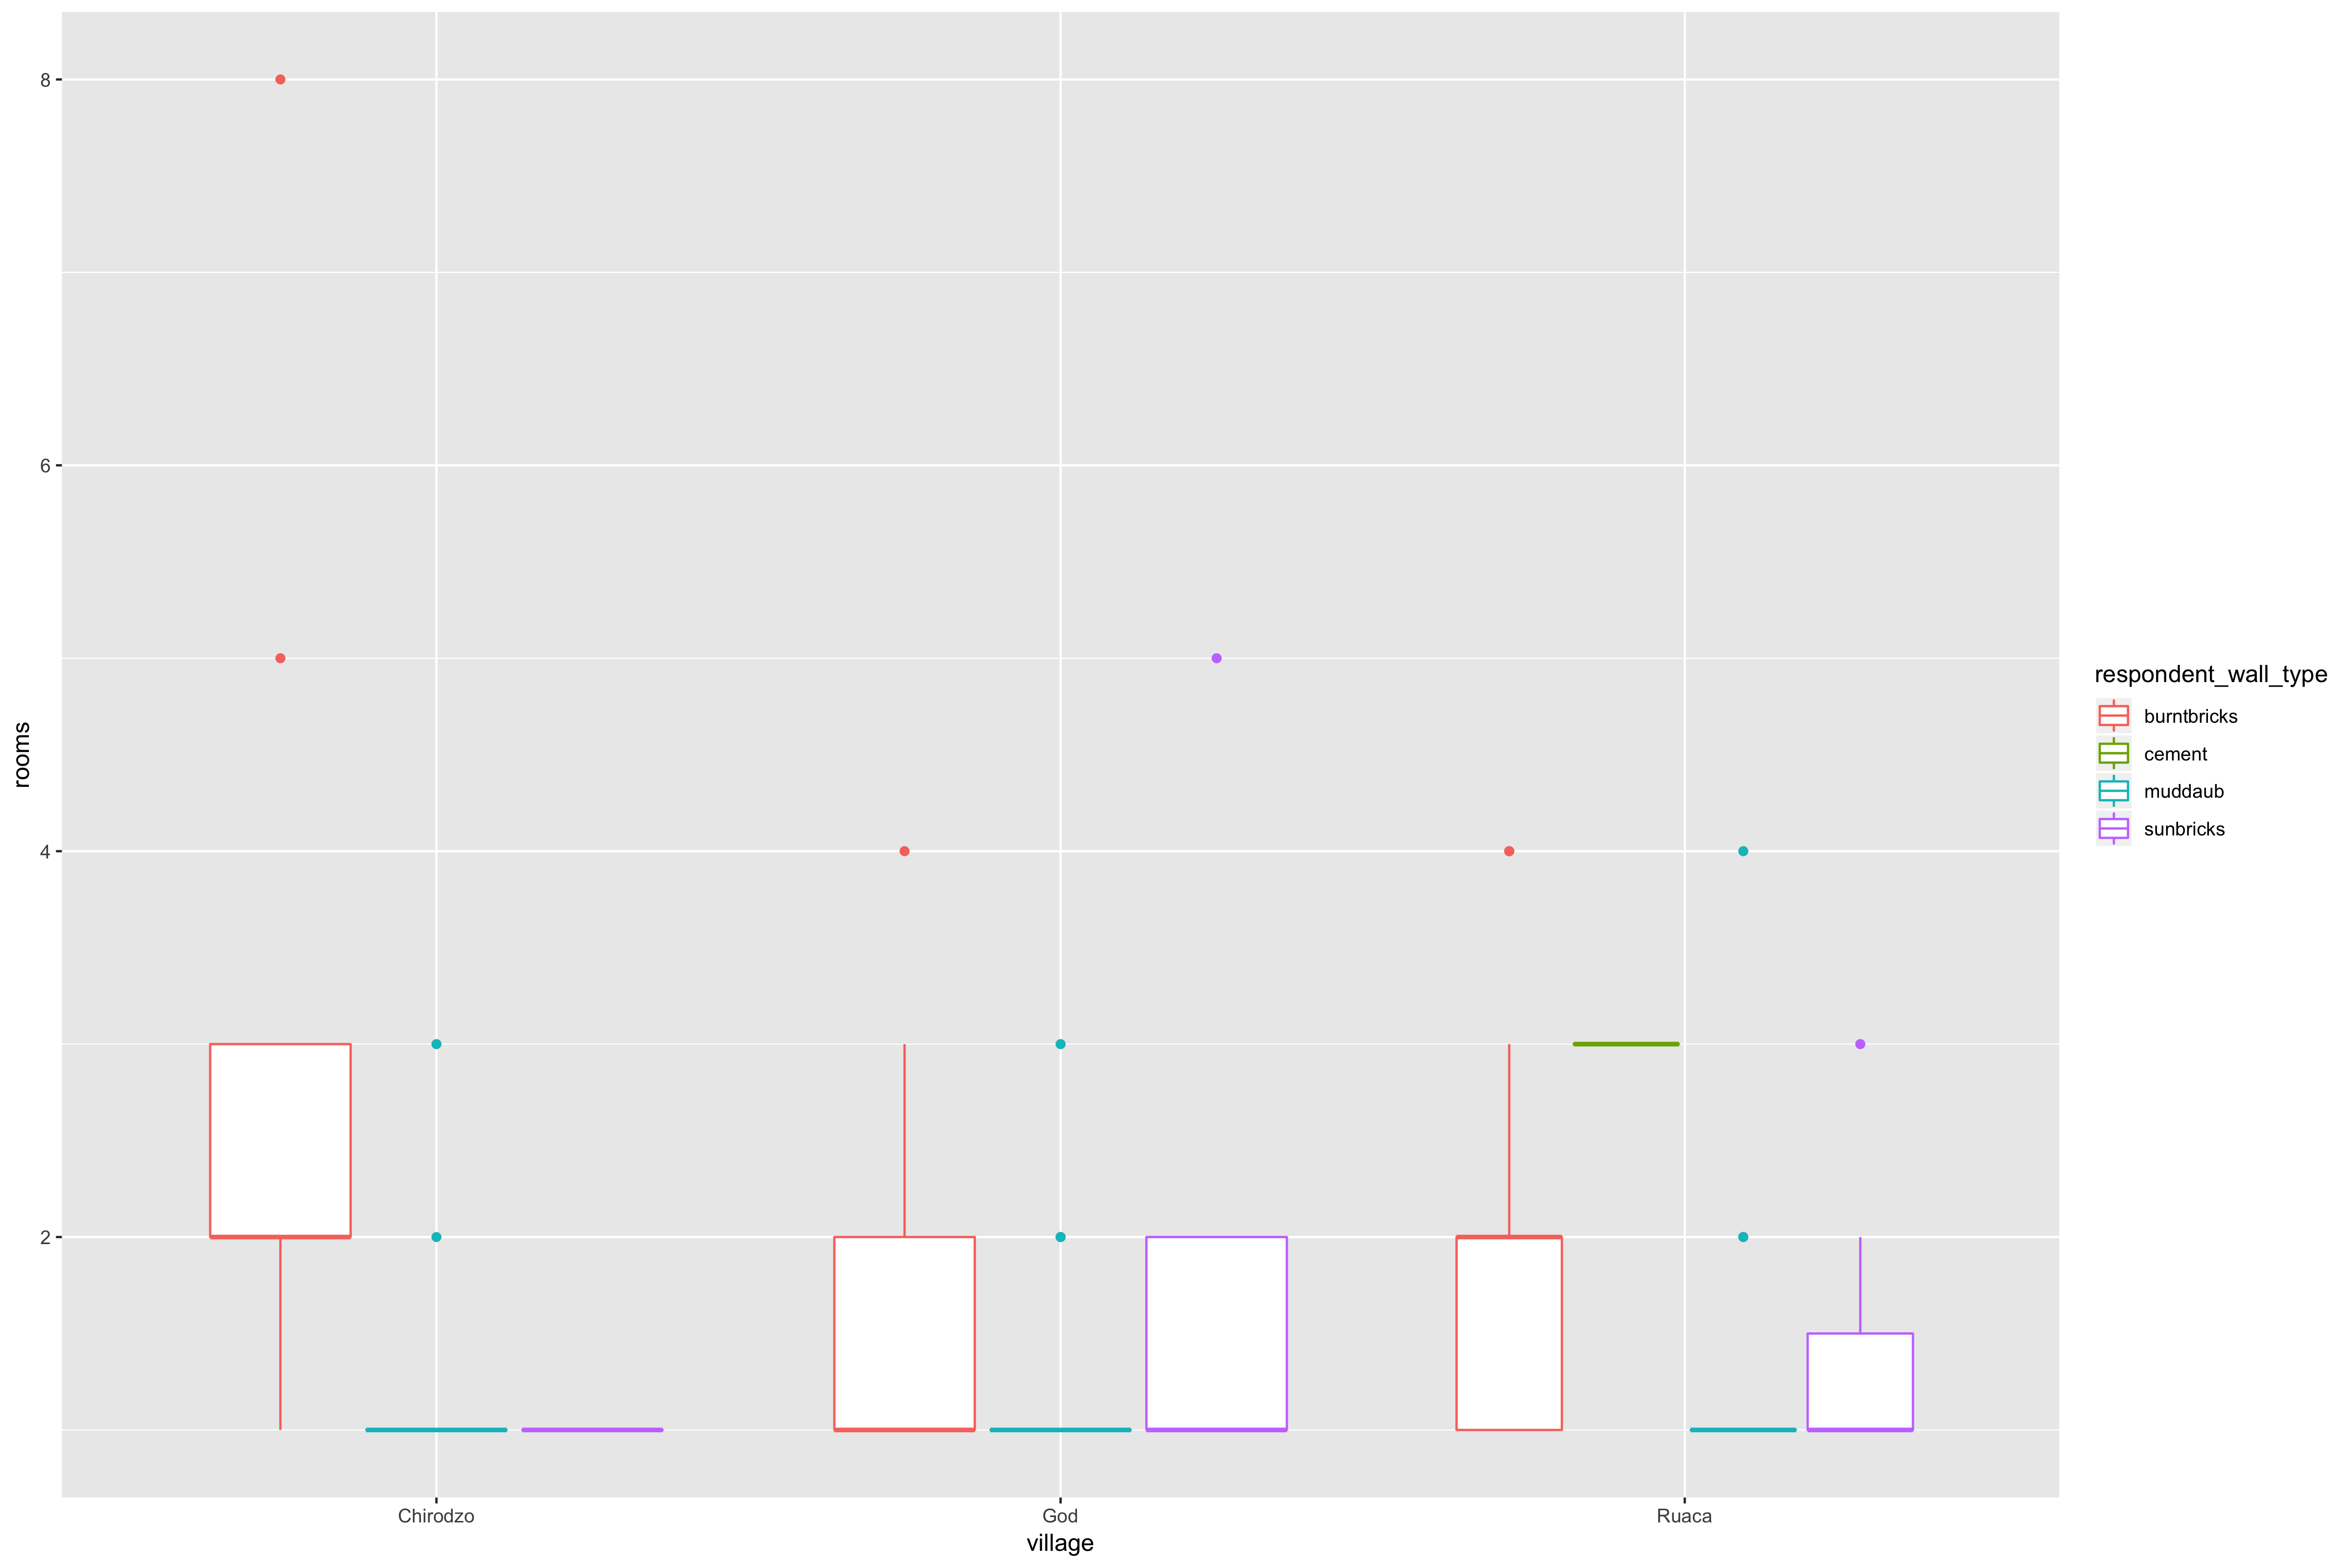 8
6
4
2
rooms
Chirodzo
God
Ruaca
village
respondent_wall_type
burntbricks
cement
muddaub
sunbricks